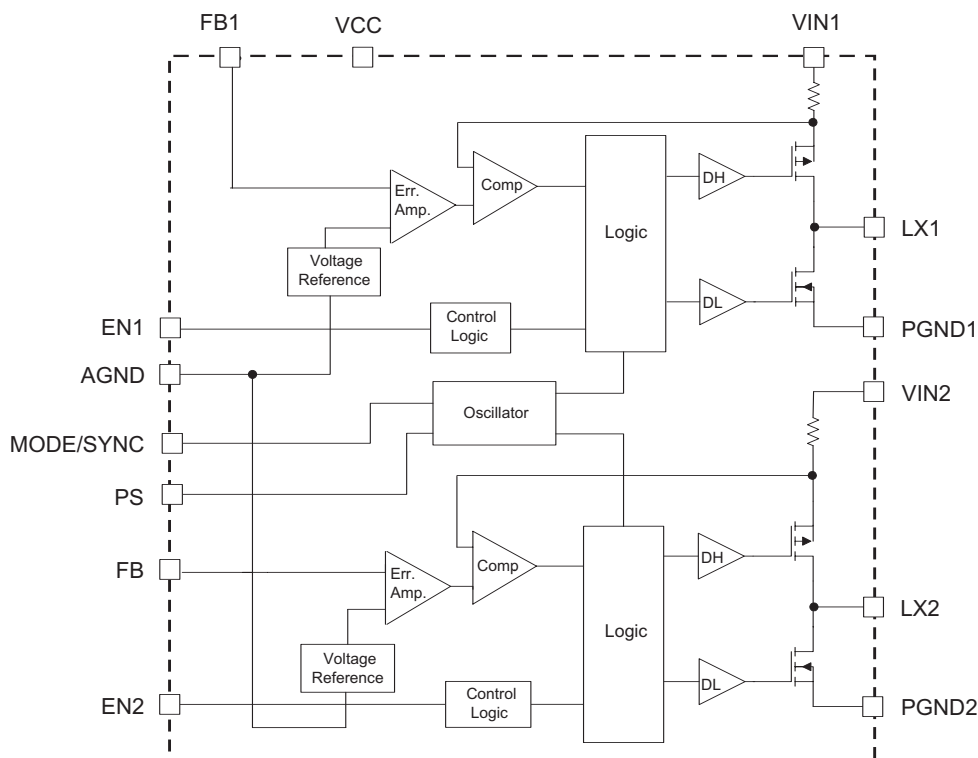 FB1
VCC
VIN1
Err.
Amp.
Comp
Logic
DH
LX1
Voltage
Reference
DL
EN1
Control
Logic
PGND1
AGND
VIN2
Oscillator
MODE/SYNC
PS
FB
Err.
Amp.
Comp
DH
LX2
Logic
Voltage
Reference
DL
EN2
Control
Logic
PGND2